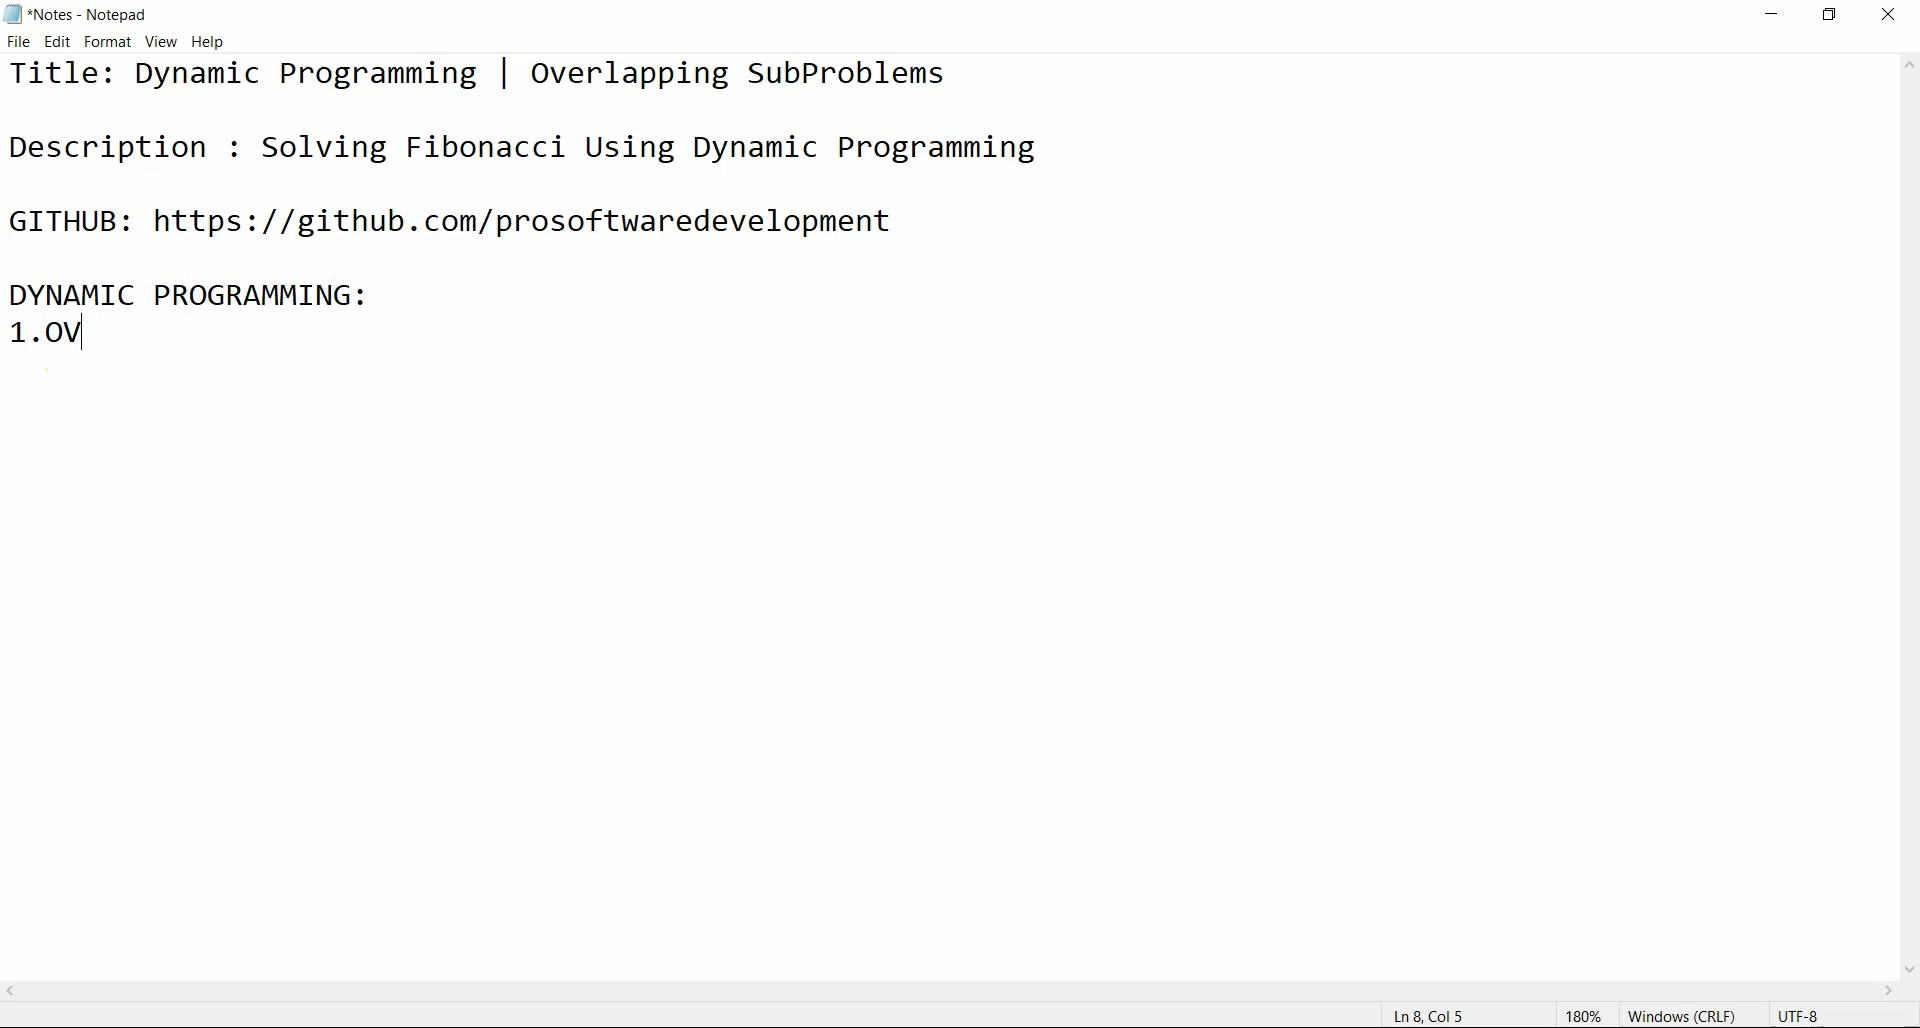 *Notes - Notepad
File Edit Format View Help
Title: Dynamic Programming | Overlapping SubProblems
Description : Solving Fibonacci Using Dynamic Programming
GITHUB: https://github.com/prosoftwaredevelopment
DYNAMIC PROGRAMMING:
1.OV
Ln 8, Col 5 180% Windows (CRLF) UTF-8